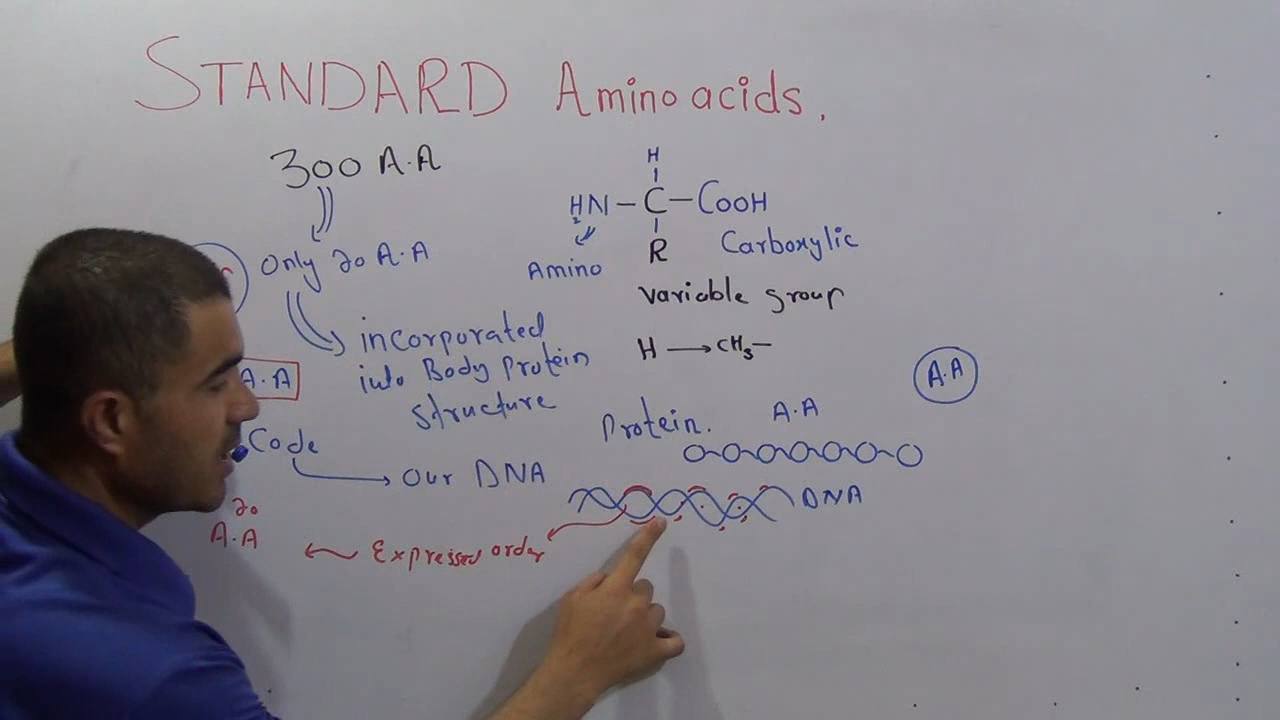 STANDARD Amino acids.
300 A.A
H
H2N – C – COOH
R
Amino
Carboxylic
variable group
Only 20 A.A
incorporated
into Body Protein
structure
H → CH3–
A.A
A.A
Protein.
A.A
Code
Our DNA
DNA
20
A.A
Expressed order